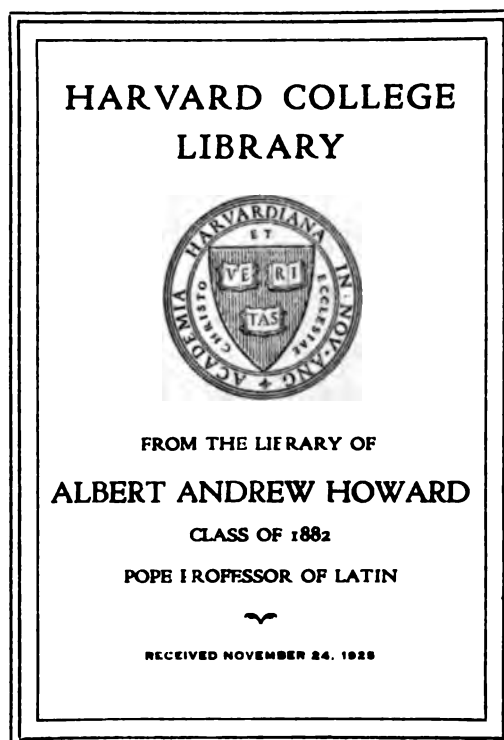 HARVARD COLLEGE
LIBRARY
ACADEMIA HARVARDIANA IN·NOV·ANG
CHRISTO ET ECCLESIAE
VE RI
TAS
FROM THE LIBRARY OF
ALBERT ANDREW HOWARD
CLASS OF 1882
POPE PROFESSOR OF LATIN
RECEIVED NOVEMBER 24, 1925